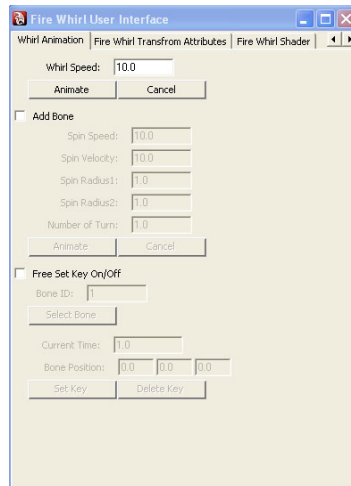 Fire Whirl User Interface
Whirl Animation Fire Whirl Transfrom Attributes Fire Whirl Shader
Whirl Speed: 10.0
Animate Cancel
Add Bone
Spin Speed: 10.0
Spin Velocity: 10.0
Spin Radius1: 1.0
Spin Radius2: 1.0
Number of Turn: 1.0
Animate Cancel
Free Set Key On/Off
Bone ID: 1
Select Bone
Current Time: 1.0
Bone Position: 0.0 0.0 0.0
Set Key Delete Key